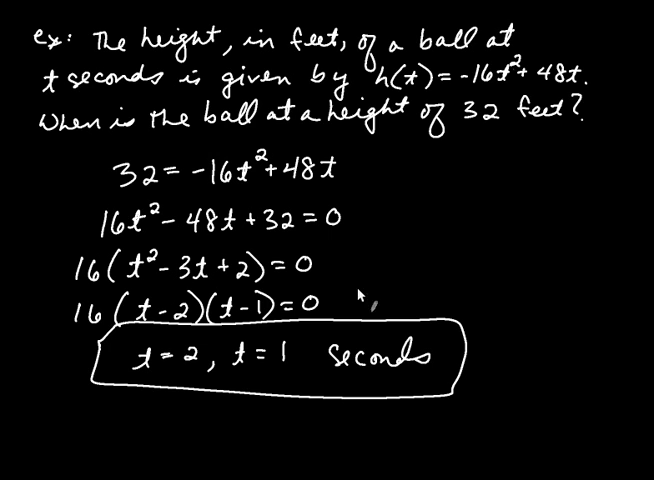 ex: The height, in feet, of a ball at
t seconds is given by h(t) = -16t² + 48t.
When is the ball at a height of 32 feet?
32 = -16t² + 48t
16t² - 48t + 32 = 0
16(t² - 3t + 2) = 0
16(t - 2)(t - 1) = 0
t = 2, t = 1 seconds